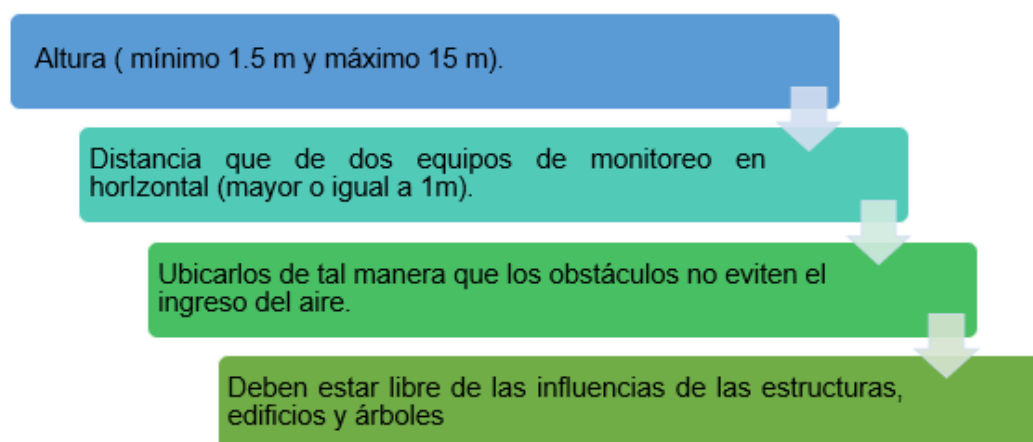 Altura ( mínimo 1.5 m y máximo 15 m).
Distancia que de dos equipos de monitoreo en
horIzontal (mayor o igual a 1m).
Ubicarlos de tal manera que los obstáculos no eviten el
ingreso del aire.
Deben estar libre de las influencias de las estructuras,
edificios y árboles